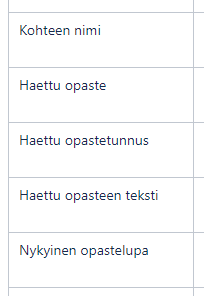 Kohteen nimi
Haettu opaste
Haettu opastetunnus
Haettu opasteen teksti
Nykyinen opastelupa